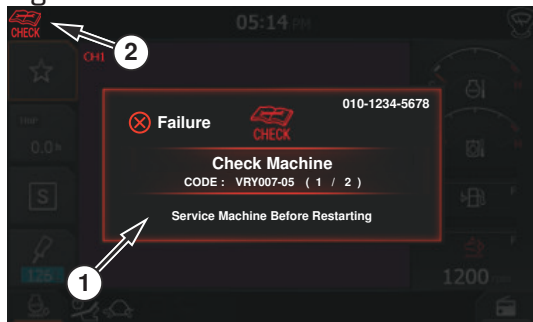 CHECK
05:14 PM
2
CH1
010-1234-5678
Failure
CHECK
Check Machine
CODE : VRY007-05 ( 1 / 2 )
Service Machine Before Restarting
0.0 h
S
1
126
1200
H
H
F
F